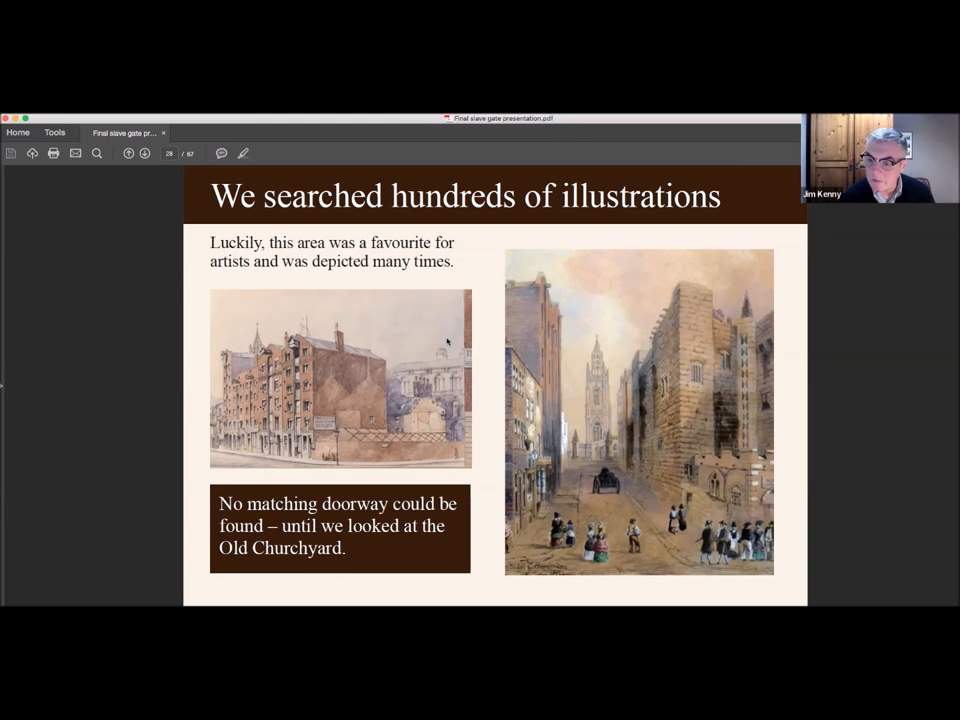 Final slave gate presentation.pdf
Home Tools Final slave gate pr... ×
28 / 67
Jim Kenny
We searched hundreds of illustrations
Luckily, this area was a favourite for
artists and was depicted many times.
No matching doorway could be
found – until we looked at the
Old Churchyard.